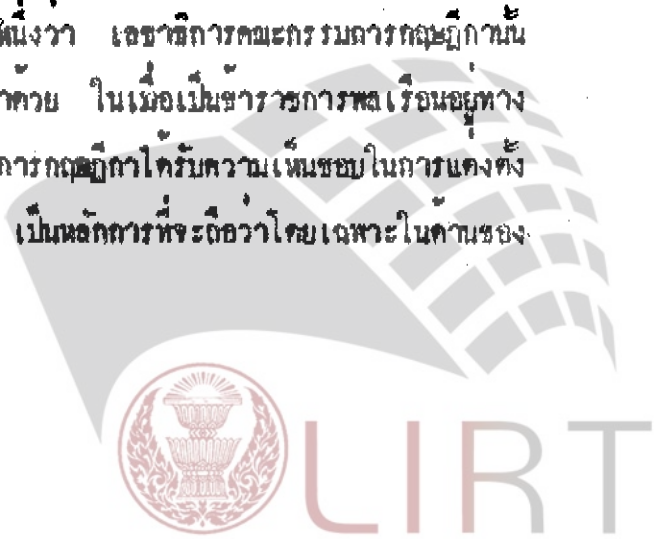 หนึ่งว่า เลขาธิการคณะกรรมการกฤษฎีกานั้น
ด้วย ในเมื่อเป็นข้าราชการพลเรือนอยู่ทาง
การกฤษฎีกาได้รับความเห็นชอบในการแต่งตั้ง
เป็นหลักการที่จะถือว่าโดยเฉพาะในด้านของ
LIRT